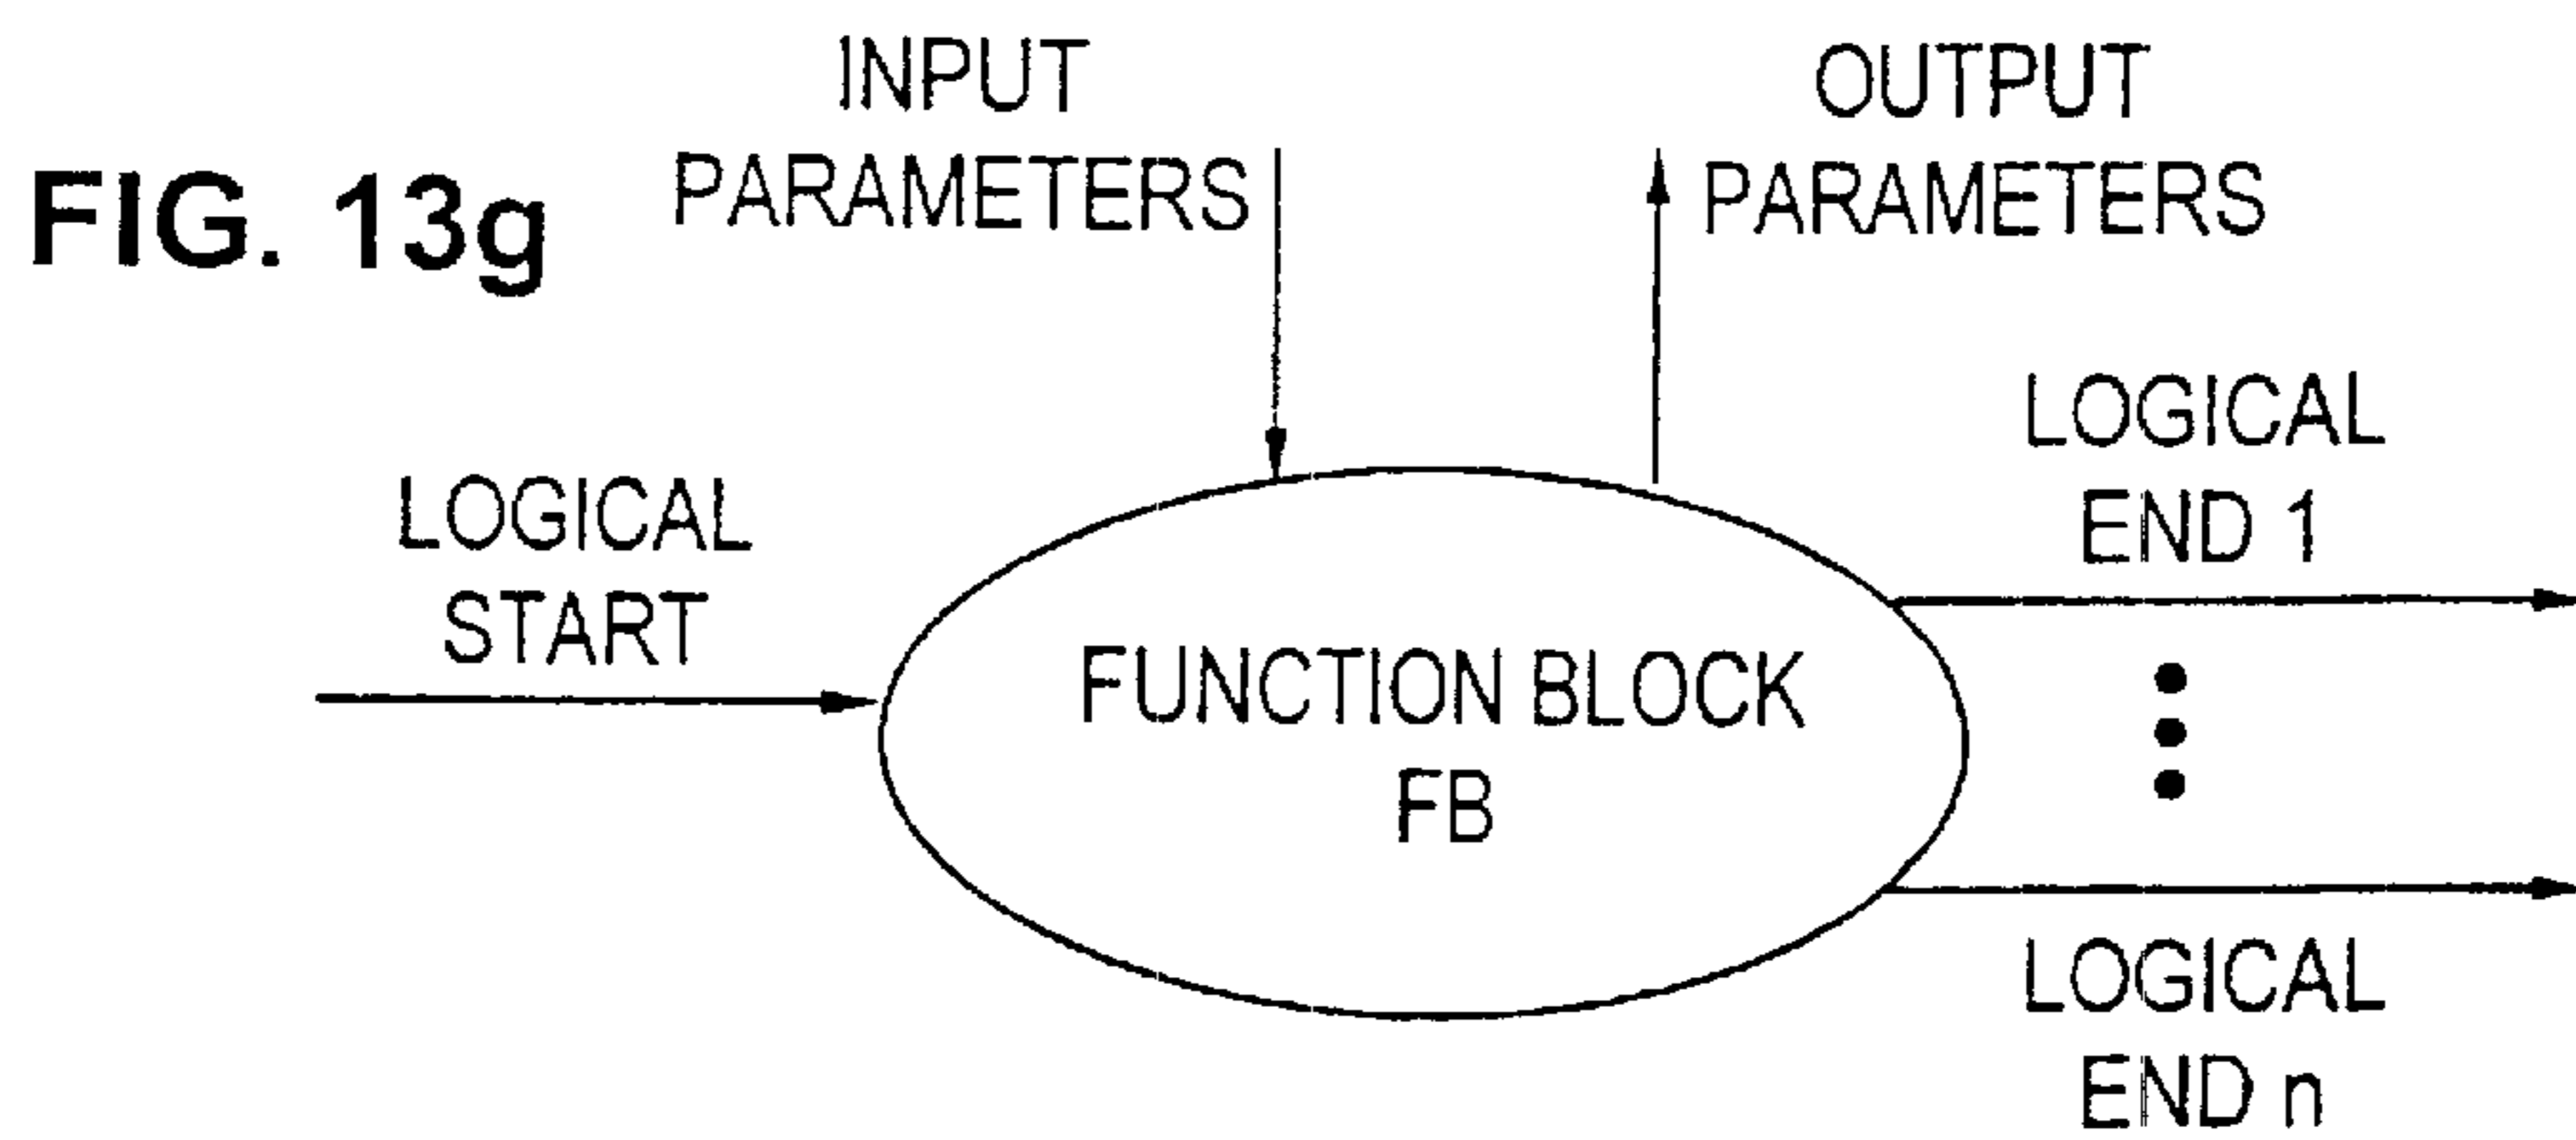 FIG. 13g
INPUT
PARAMETERS
OUTPUT
PARAMETERS
LOGICAL
START
FUNCTION BLOCK
FB
LOGICAL
END 1
LOGICAL
END n